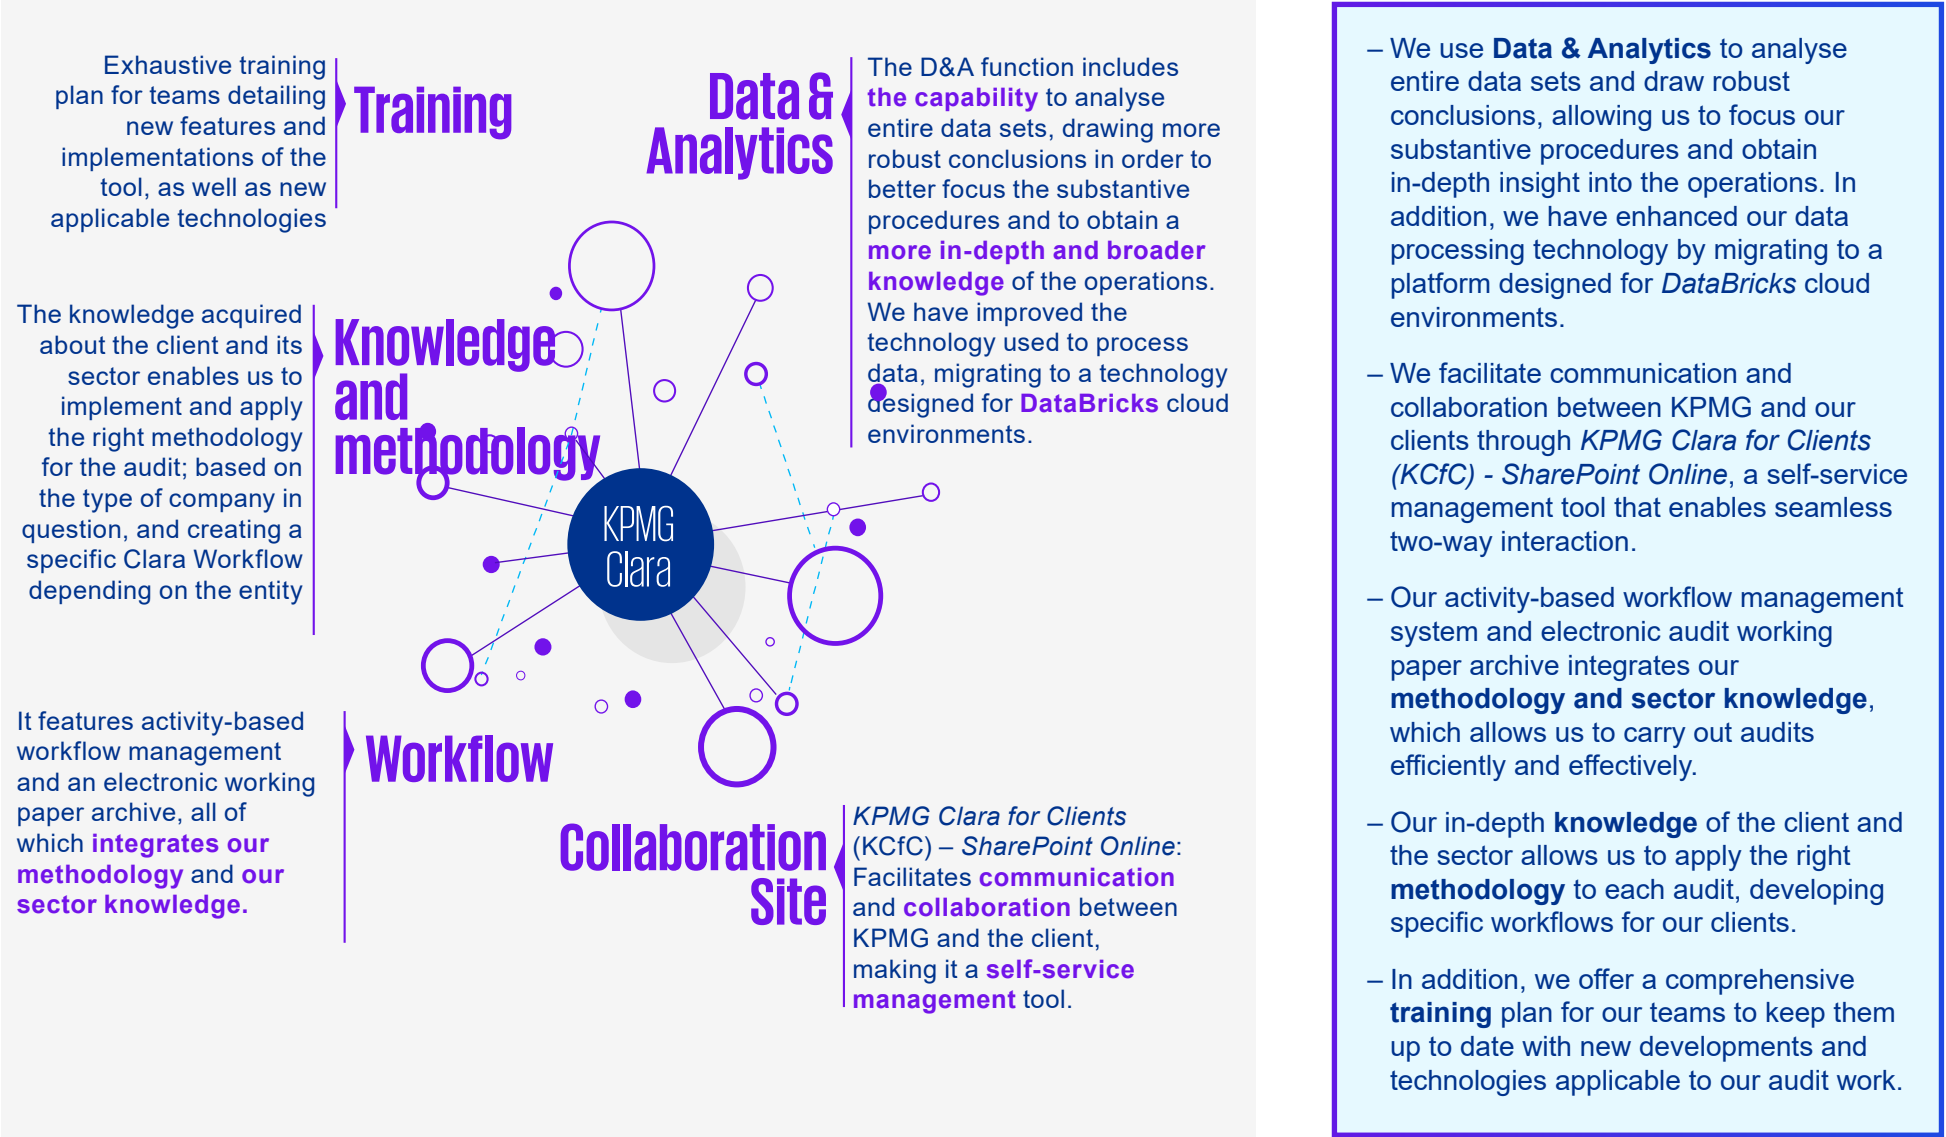 Exhaustive training
plan for teams detailing
new features and
implementations of the
tool, as well as new
applicable technologies
Training
Data &
Analytics
The D&A function includes
the capability to analyse
entire data sets, drawing more
robust conclusions in order to
better focus the substantive
procedures and to obtain a
more in-depth and broader
knowledge of the operations.
We have improved the
technology used to process
data, migrating to a technology
designed for DataBricks cloud
environments.
The knowledge acquired
about the client and its
sector enables us to
implement and apply
the right methodology
for the audit; based on
the type of company in
question, and creating a
specific Clara Workflow
depending on the entity
Knowledge
and
methodology
KPMG
Clara
It features activity-based
workflow management
and an electronic working
paper archive, all of
which integrates our
methodology and our
sector knowledge.
Workflow
Collaboration
Site
KPMG Clara for Clients
(KCfC) – SharePoint Online:
Facilitates communication
and collaboration between
KPMG and the client,
making it a self-service
management tool.
– We use Data & Analytics to analyse
entire data sets and draw robust
conclusions, allowing us to focus our
substantive procedures and obtain
in-depth insight into the operations. In
addition, we have enhanced our data
processing technology by migrating to a
platform designed for DataBricks cloud
environments.
– We facilitate communication and
collaboration between KPMG and our
clients through KPMG Clara for Clients
(KCfC) - SharePoint Online, a self-service
management tool that enables seamless
two-way interaction.
– Our activity-based workflow management
system and electronic audit working
paper archive integrates our
methodology and sector knowledge,
which allows us to carry out audits
efficiently and effectively.
– Our in-depth knowledge of the client and
the sector allows us to apply the right
methodology to each audit, developing
specific workflows for our clients.
– In addition, we offer a comprehensive
training plan for our teams to keep them
up to date with new developments and
technologies applicable to our audit work.